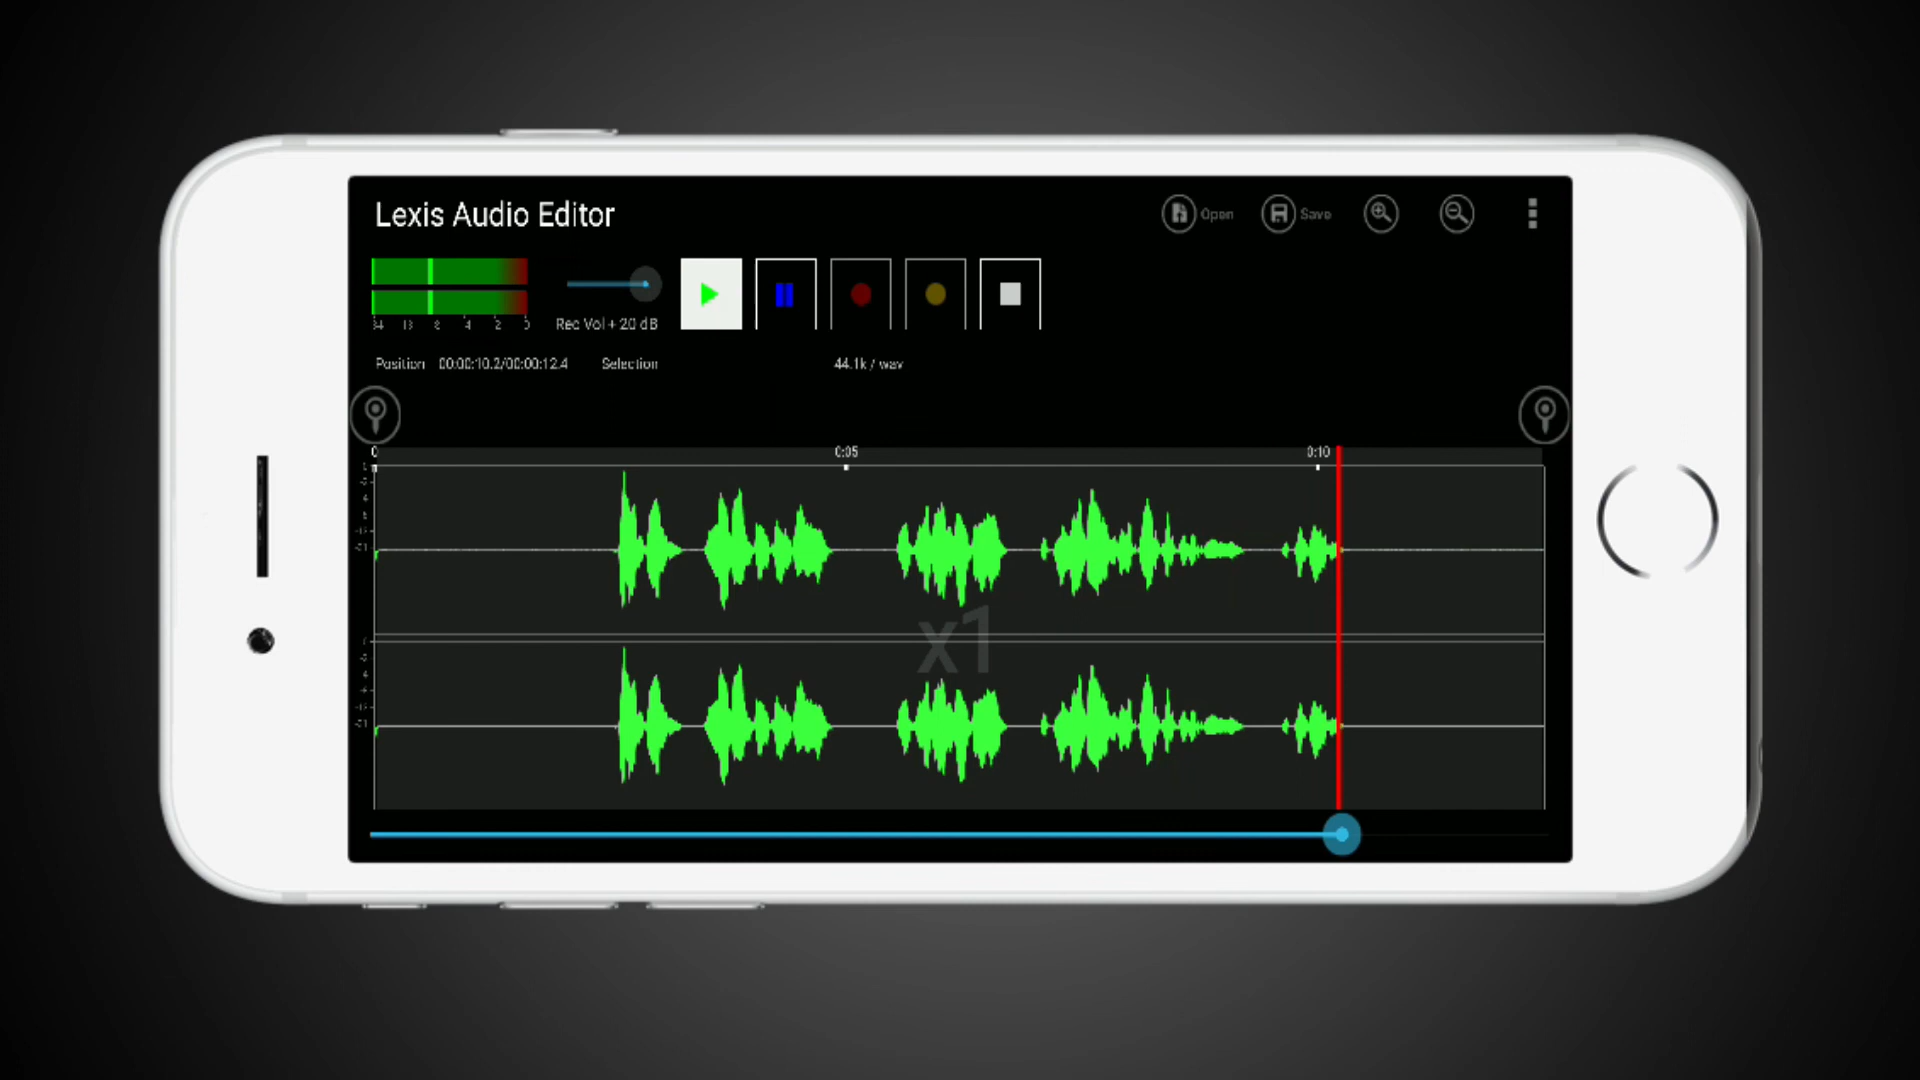 Lexis Audio Editor
Open
Save
Rec Vol + 20 dB
Position 00:00:10.2/00:00:12.4 Selection 44.1k / wav
0 0:05 0:10
x1